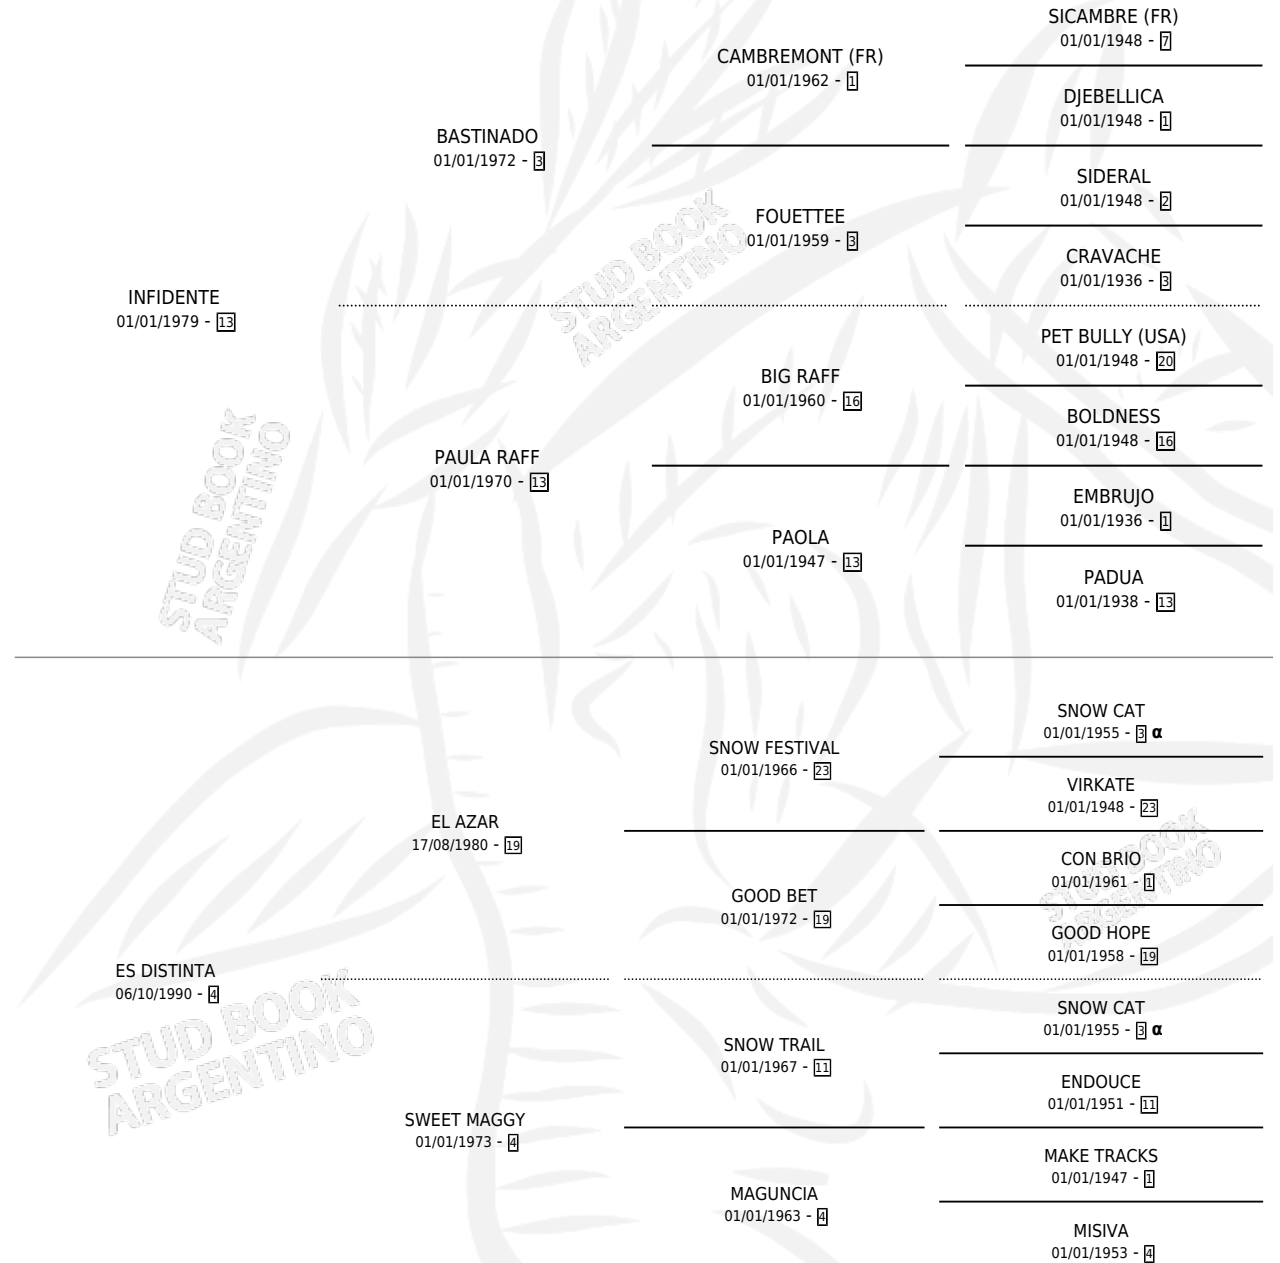 SICAMBRE (FR)
01/01/1948 - 7
CAMBREMONT (FR)
01/01/1962 - 1
DJEBELLICA
01/01/1948 - 1
BASTINADO
01/01/1972 - 3
SIDERAL
01/01/1948 - 2
FOUETTEE
01/01/1959 - 3
CRAVACHE
01/01/1936 - 3
INFIDENTE
01/01/1979 - 13
PET BULLY (USA)
01/01/1948 - 20
BIG RAFF
01/01/1960 - 16
BOLDNESS
01/01/1948 - 16
PAULA RAFF
01/01/1970 - 13
EMBRUJO
01/01/1936 - 1
PAOLA
01/01/1947 - 13
PADUA
01/01/1938 - 13
SNOW CAT
01/01/1955 - 3 α
SNOW FESTIVAL
01/01/1966 - 23
VIRKATE
01/01/1948 - 23
EL AZAR
17/08/1980 - 19
CON BRIO
01/01/1961 - 1
GOOD BET
01/01/1972 - 19
GOOD HOPE
01/01/1958 - 19
ES DISTINTA
06/10/1990 - 4
SNOW CAT
01/01/1955 - 3 α
SNOW TRAIL
01/01/1967 - 11
ENDOUCE
01/01/1951 - 11
SWEET MAGGY
01/01/1973 - 4
MAKE TRACKS
01/01/1947 - 1
MAGUNCIA
01/01/1963 - 4
MISIVA
01/01/1953 - 4
STUD BOOK
ARGENTINO
STUD BOOK
ARGENTINO
STUD BOOK
ARGENTINO
STUD BOOK
ARGENTINO